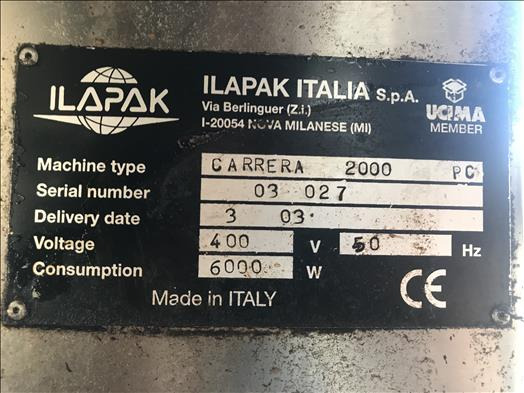 ILAPAK
ILAPAK ITALIA S.p.A.
Via Berlinguer (Z.i.)
I-20054 NOVA MILANESE (MI)
UCIMA
MEMBER
Machine type CARRERA 2000 PC
Serial number 03 027
Delivery date 3 03
Voltage 400 V 50 Hz
Consumption 6000 W
Made in ITALY CE